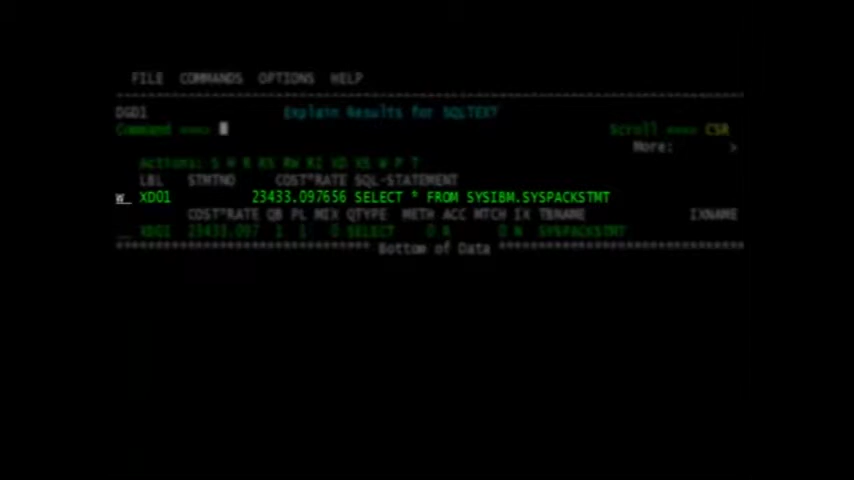 FILE COMMANDS OPTIONS HELP
DGD1 Explain Results for SQLTEXT
Command ===> Scroll ===> CSR
More: >
Actions: S H R RS RW RI XD XS W P T
LBL STMTNO COST*RATE SQL-STATEMENT
W_ XD01 23433.097656 SELECT * FROM SYSIBM.SYSPACKSTMT
COST*RATE QB PL MIX QTYPE METH ACC MTCH IX TBNAME IXNAME
__ XD01 23433.097 1 1 0 SELECT 0 R 0 N SYSPACKSTMT
Bottom of Data